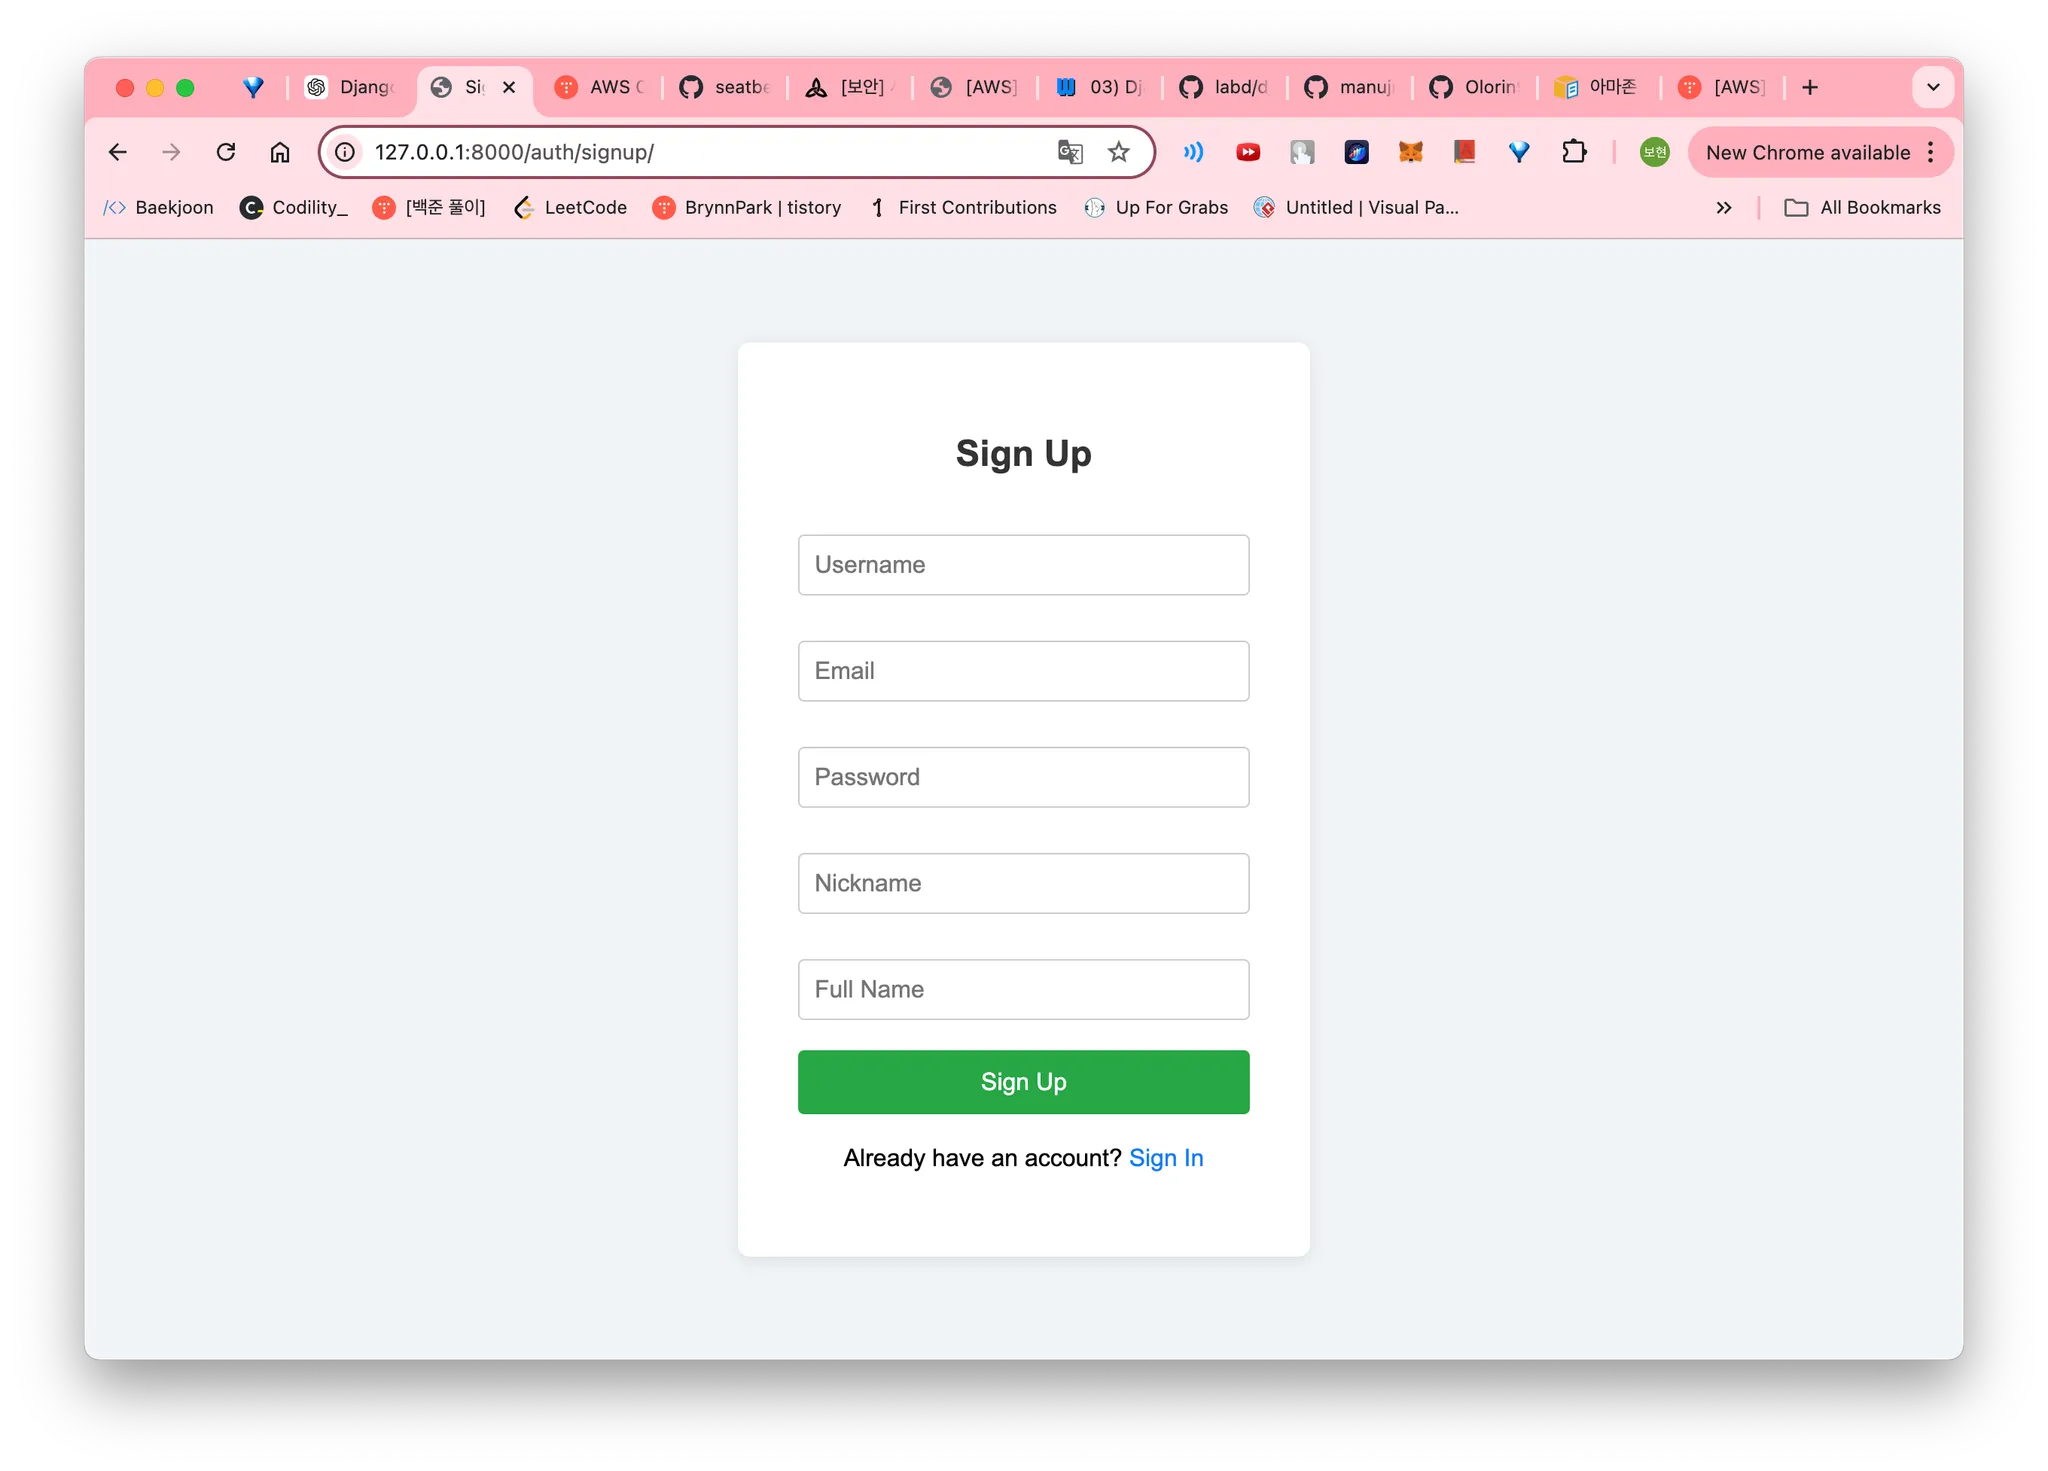 Django
Sig
AWS C
seatbe
[보안]
[AWS]
03) Dj
labd/d
manuj
Olorin
아마존
[AWS]
127.0.0.1:8000/auth/signup/
보현
New Chrome available
Baekjoon
Codility_
[백준 풀이]
LeetCode
BrynnPark | tistory
First Contributions
Up For Grabs
Untitled | Visual Pa...
All Bookmarks
Sign Up
Username
Email
Password
Nickname
Full Name
Sign Up
Already have an account? Sign In